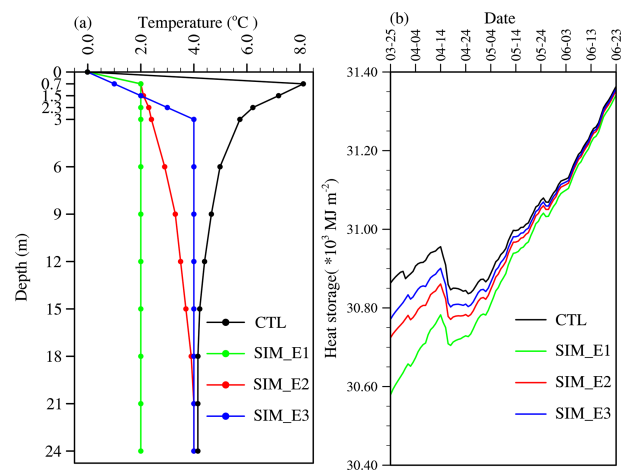 (a)
Temperature (°C )
0.0
2.0
4.0
6.0
8.0
0
0.7
1.5
2.3
3
6
9
12
15
18
21
24
Depth (m)
CTL
SIM_E1
SIM_E2
SIM_E3
(b)
Date
03-25
04-04
04-14
04-24
05-04
05-14
05-24
06-03
06-13
06-23
31.40
31.20
31.00
30.80
30.60
30.40
Heat storage( *10³ MJ m⁻²)
CTL
SIM_E1
SIM_E2
SIM_E3